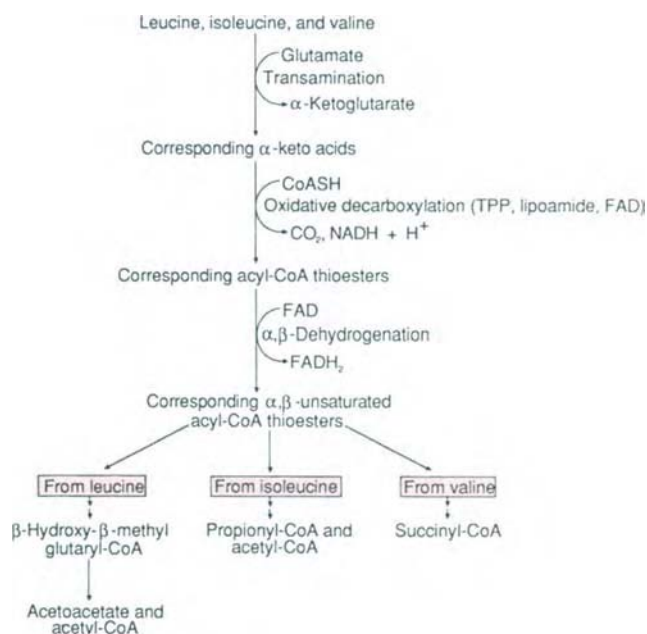 Leucine, isoleucine, and valine
Glutamate
Transamination
α-Ketoglutarate
Corresponding α-keto acids
CoASH
Oxidative decarboxylation (TPP, lipoamide, FAD)
CO₂, NADH + H⁺
Corresponding acyl-CoA thioesters
FAD
α,β-Dehydrogenation
FADH₂
Corresponding α,β-unsaturated
acyl-CoA thioesters
From leucine
From isoleucine
From valine
β-Hydroxy-β-methyl
glutaryl-CoA
Propionyl-CoA and
acetyl-CoA
Succinyl-CoA
Acetoacetate and
acetyl-CoA